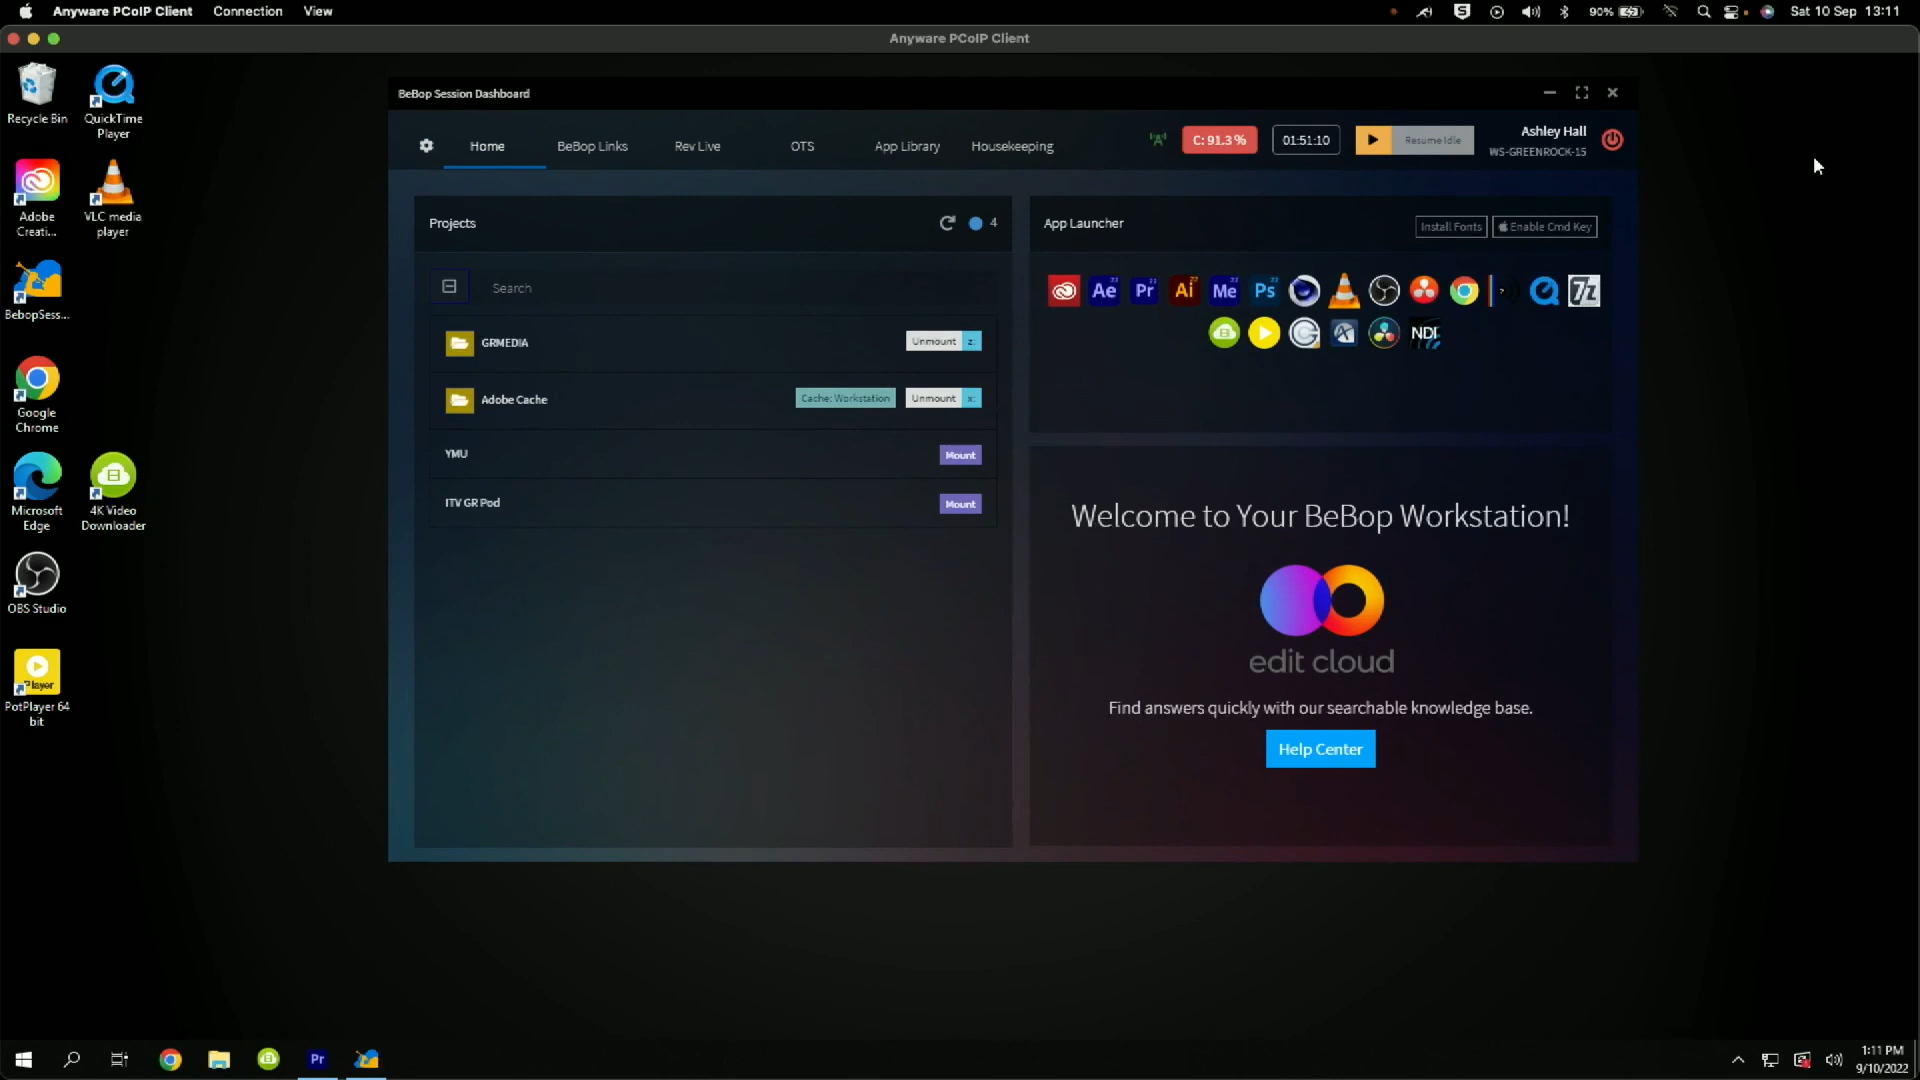 Anyware PCoIP Client Connection View
90% Sat 10 Sep 13:11
Anyware PCoIP Client
Recycle Bin
QuickTime
Player
Adobe
Creati...
VLC media
player
BebopSess...
Google
Chrome
Microsoft
Edge
4K Video
Downloader
OBS Studio
Player
PotPlayer 64
bit
BeBop Session Dashboard
Home BeBop Links Rev Live OTS App Library Housekeeping
C: 91.3 % 01:51:10 Resume Idle
Ashley Hall
WS-GREENROCK-15
Projects 4
Search
GRMEDIA Unmount z:
Adobe Cache Cache: Workstation Unmount x:
YMU Mount
ITV GR Pod Mount
App Launcher Install Fonts Enable Cmd Key
Ae Pr Ai Me Ps 7z
NDI
Welcome to Your BeBop Workstation!
edit cloud
Find answers quickly with our searchable knowledge base.
Help Center
Pr
1:11 PM
9/10/2022